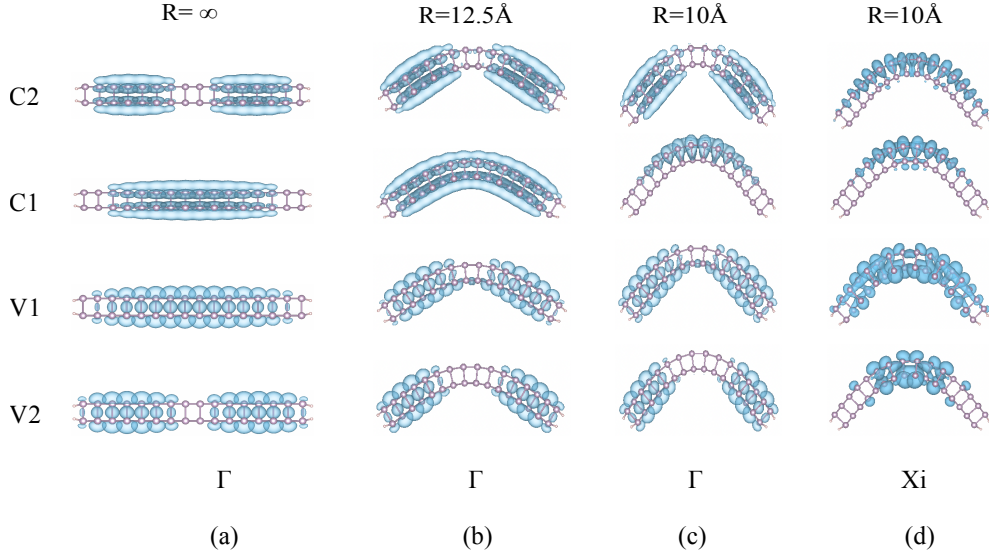 R= ∞ R=12.5Å R=10Å R=10Å
C2
C1
V1
V2
Γ Γ Γ Xi
(a) (b) (c) (d)